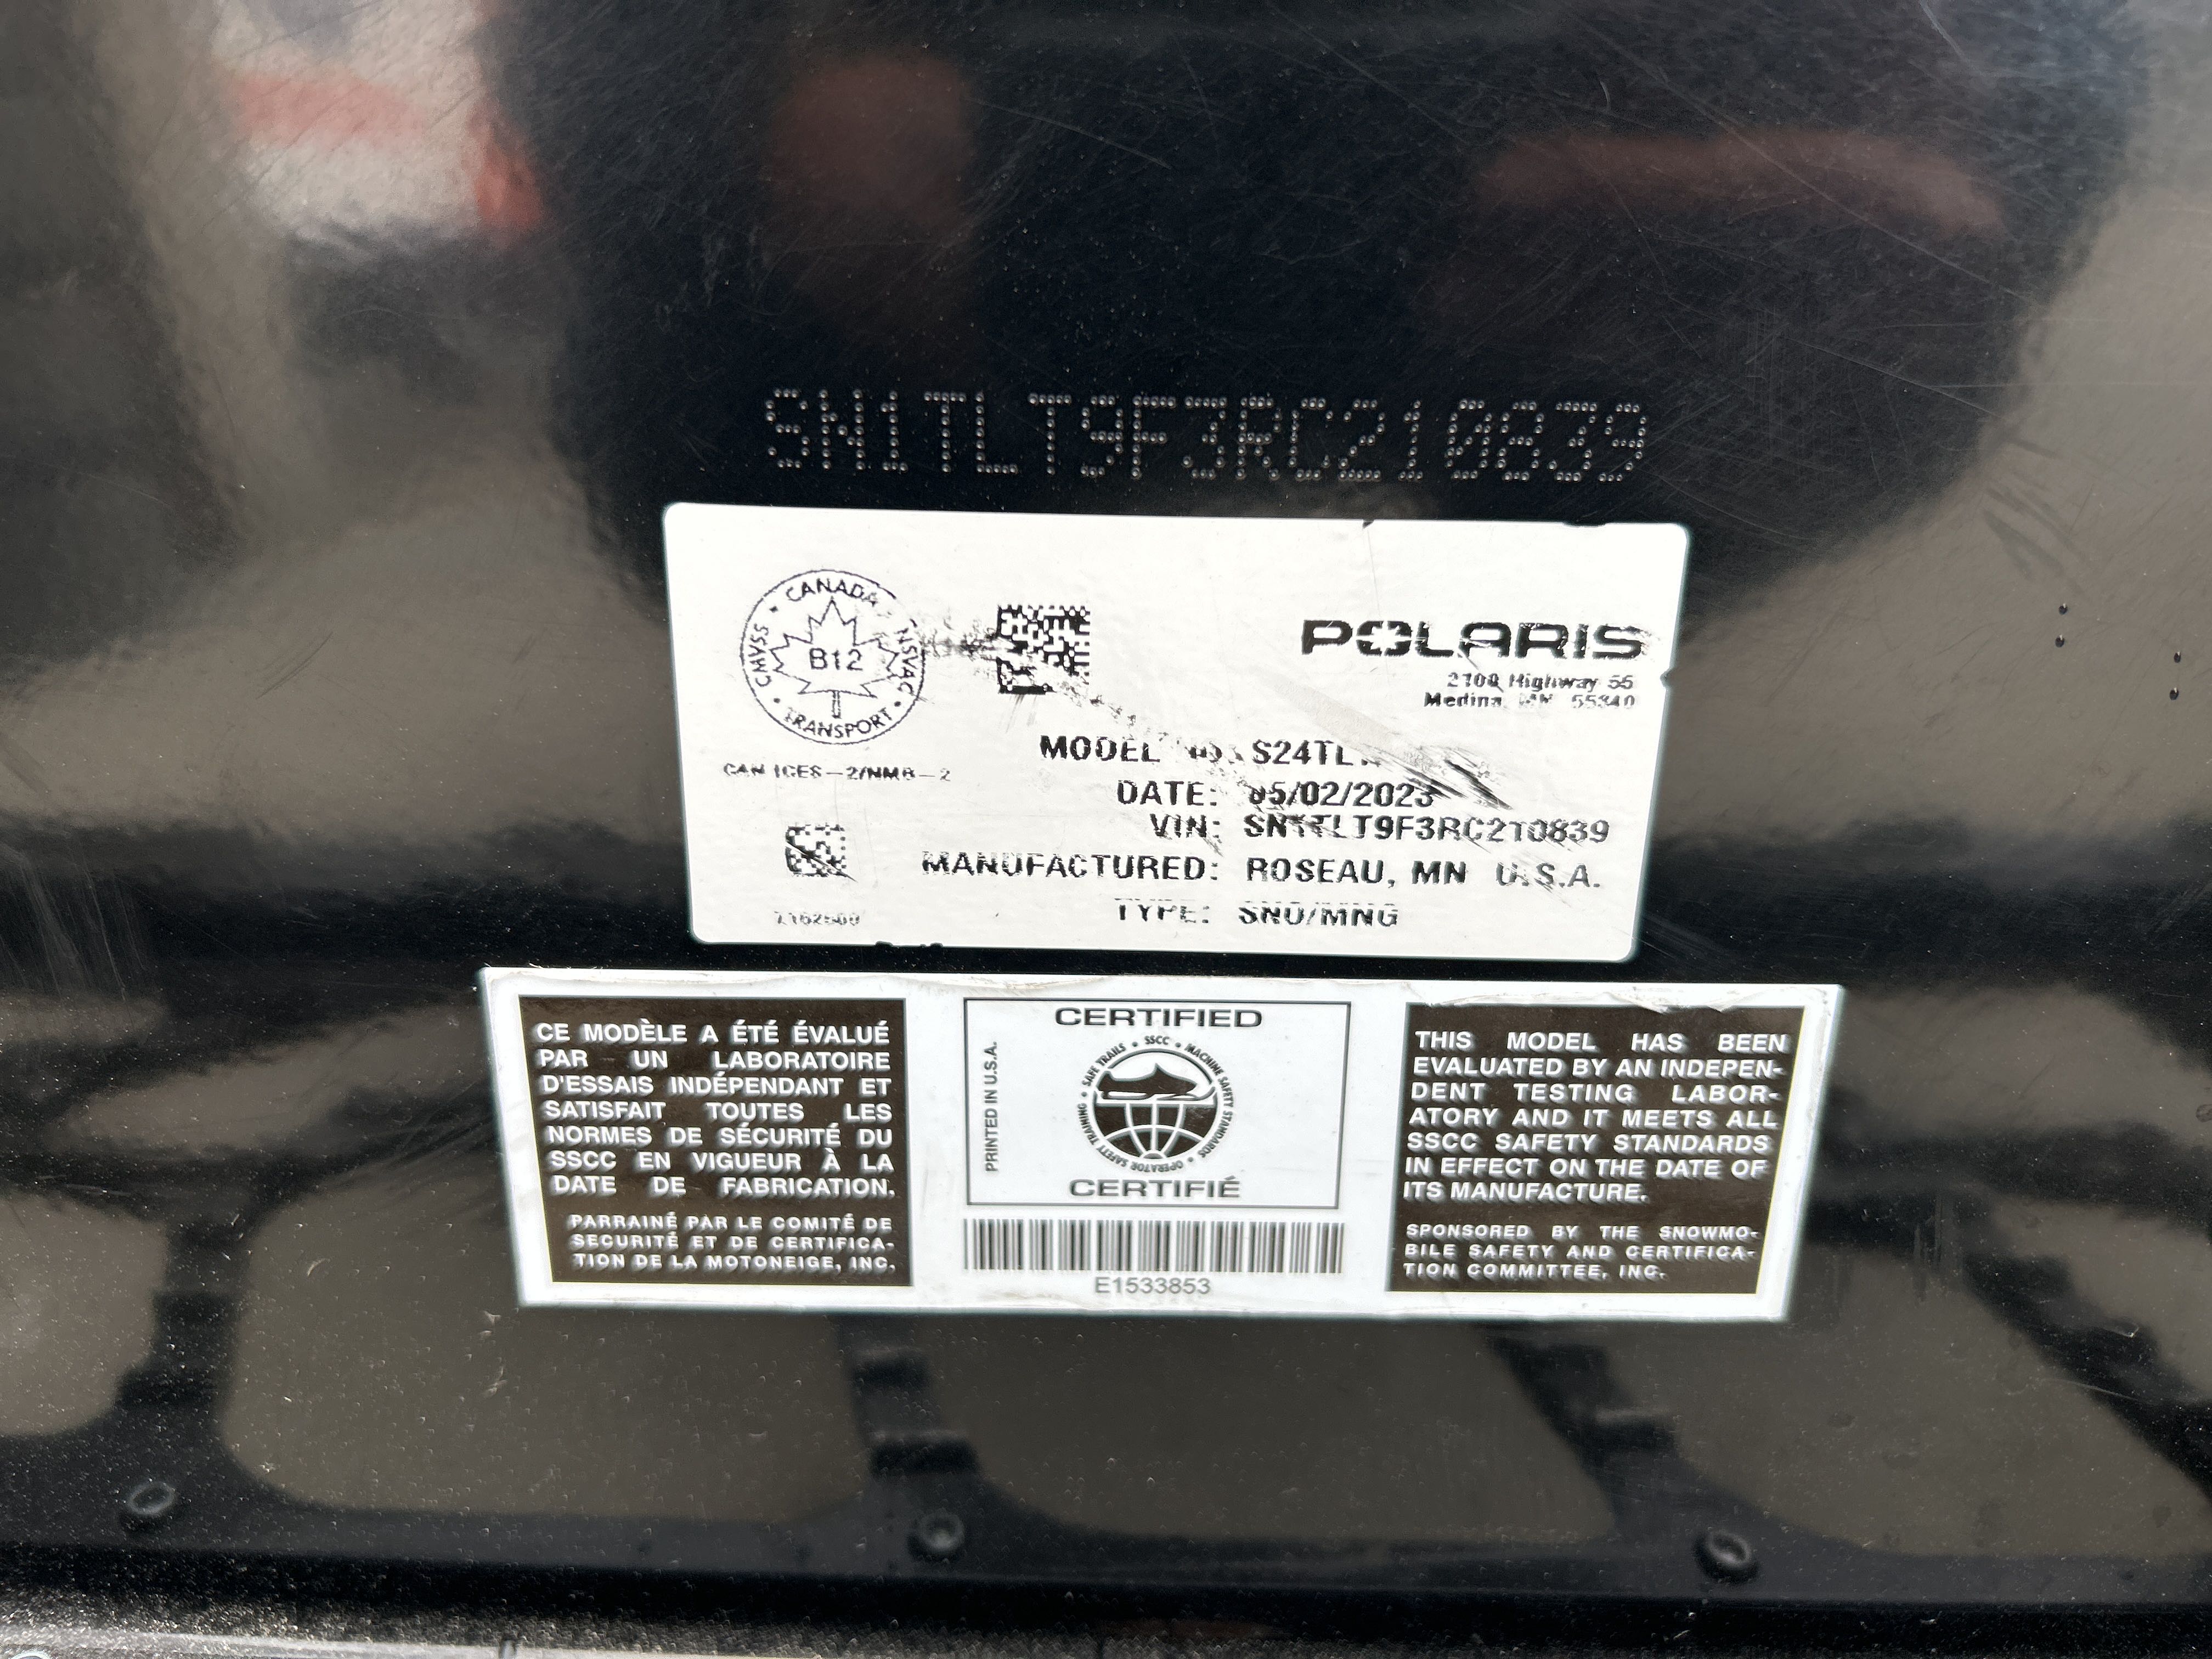 SN1TLT9F3RC210839
CANADA
CMVSS
NSVAC
B12
TRANSPORT
POLARIS
2100 Highway 55
Medina, MN 55340
MODEL S24TL
CAN ICES-2/NMB-2
DATE: 05/02/2023
VIN: SN1TLT9F3RC210839
MANUFACTURED: ROSEAU, MN U.S.A.
TYPE: SNO/MNG
CE MODÈLE A ÉTÉ ÉVALUÉ
PAR UN LABORATOIRE
D'ESSAIS INDÉPENDANT ET
SATISFAIT TOUTES LES
NORMES DE SÉCURITÉ DU
SSCC EN VIGUEUR À LA
DATE DE FABRICATION.
PARRAINÉ PAR LE COMITÉ DE
SECURITÉ ET DE CERTIFICA-
TION DE LA MOTONEIGE, INC.
CERTIFIED
PRINTED IN U.S.A.
SAFE TRAILS • SSCC • MACHINE SAFETY STANDARDS • OPERATOR SAFETY TRAINING •
CERTIFIÉ
E1533853
THIS MODEL HAS BEEN
EVALUATED BY AN INDEPEN-
DENT TESTING LABOR-
ATORY AND IT MEETS ALL
SSCC SAFETY STANDARDS
IN EFFECT ON THE DATE OF
ITS MANUFACTURE.
SPONSORED BY THE SNOWMO-
BILE SAFETY AND CERTIFICA-
TION COMMITTEE, INC.